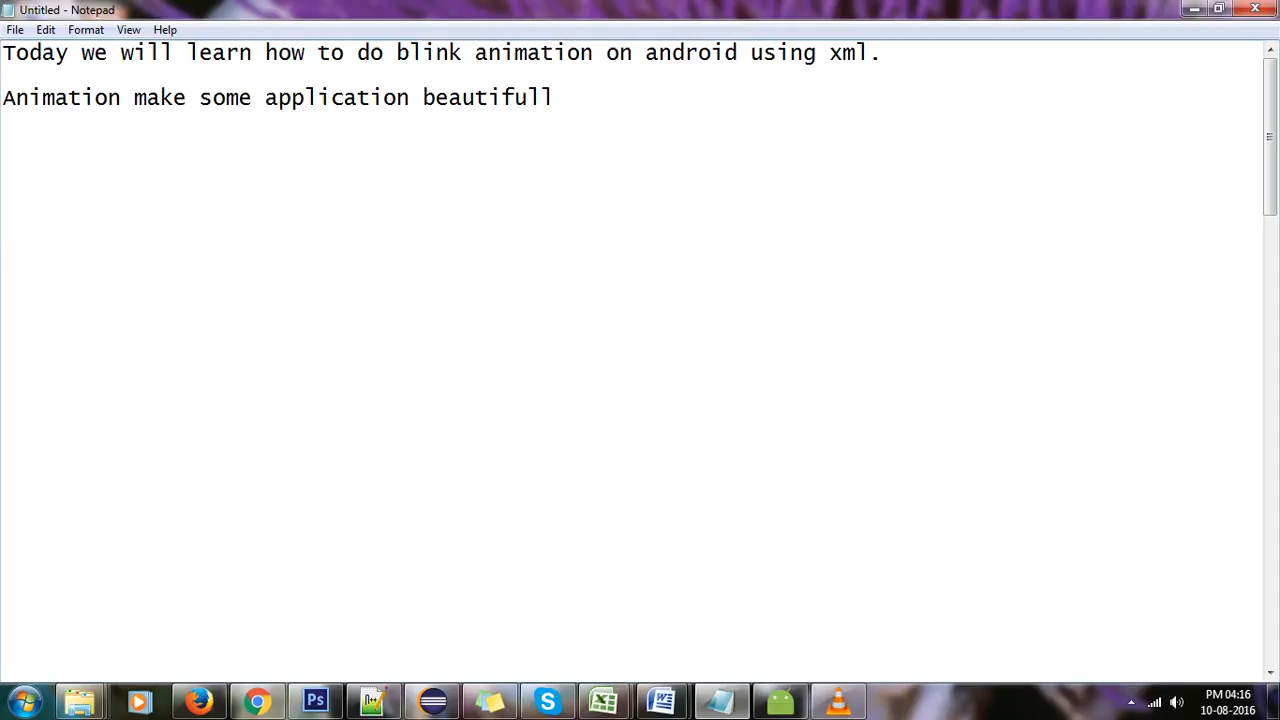 Untitled - Notepad
File Edit Format View Help
Today we will learn how to do blink animation on android using xml.
Animation make some application beautifull
Ps
S
W
PM 04:16
10-08-2016